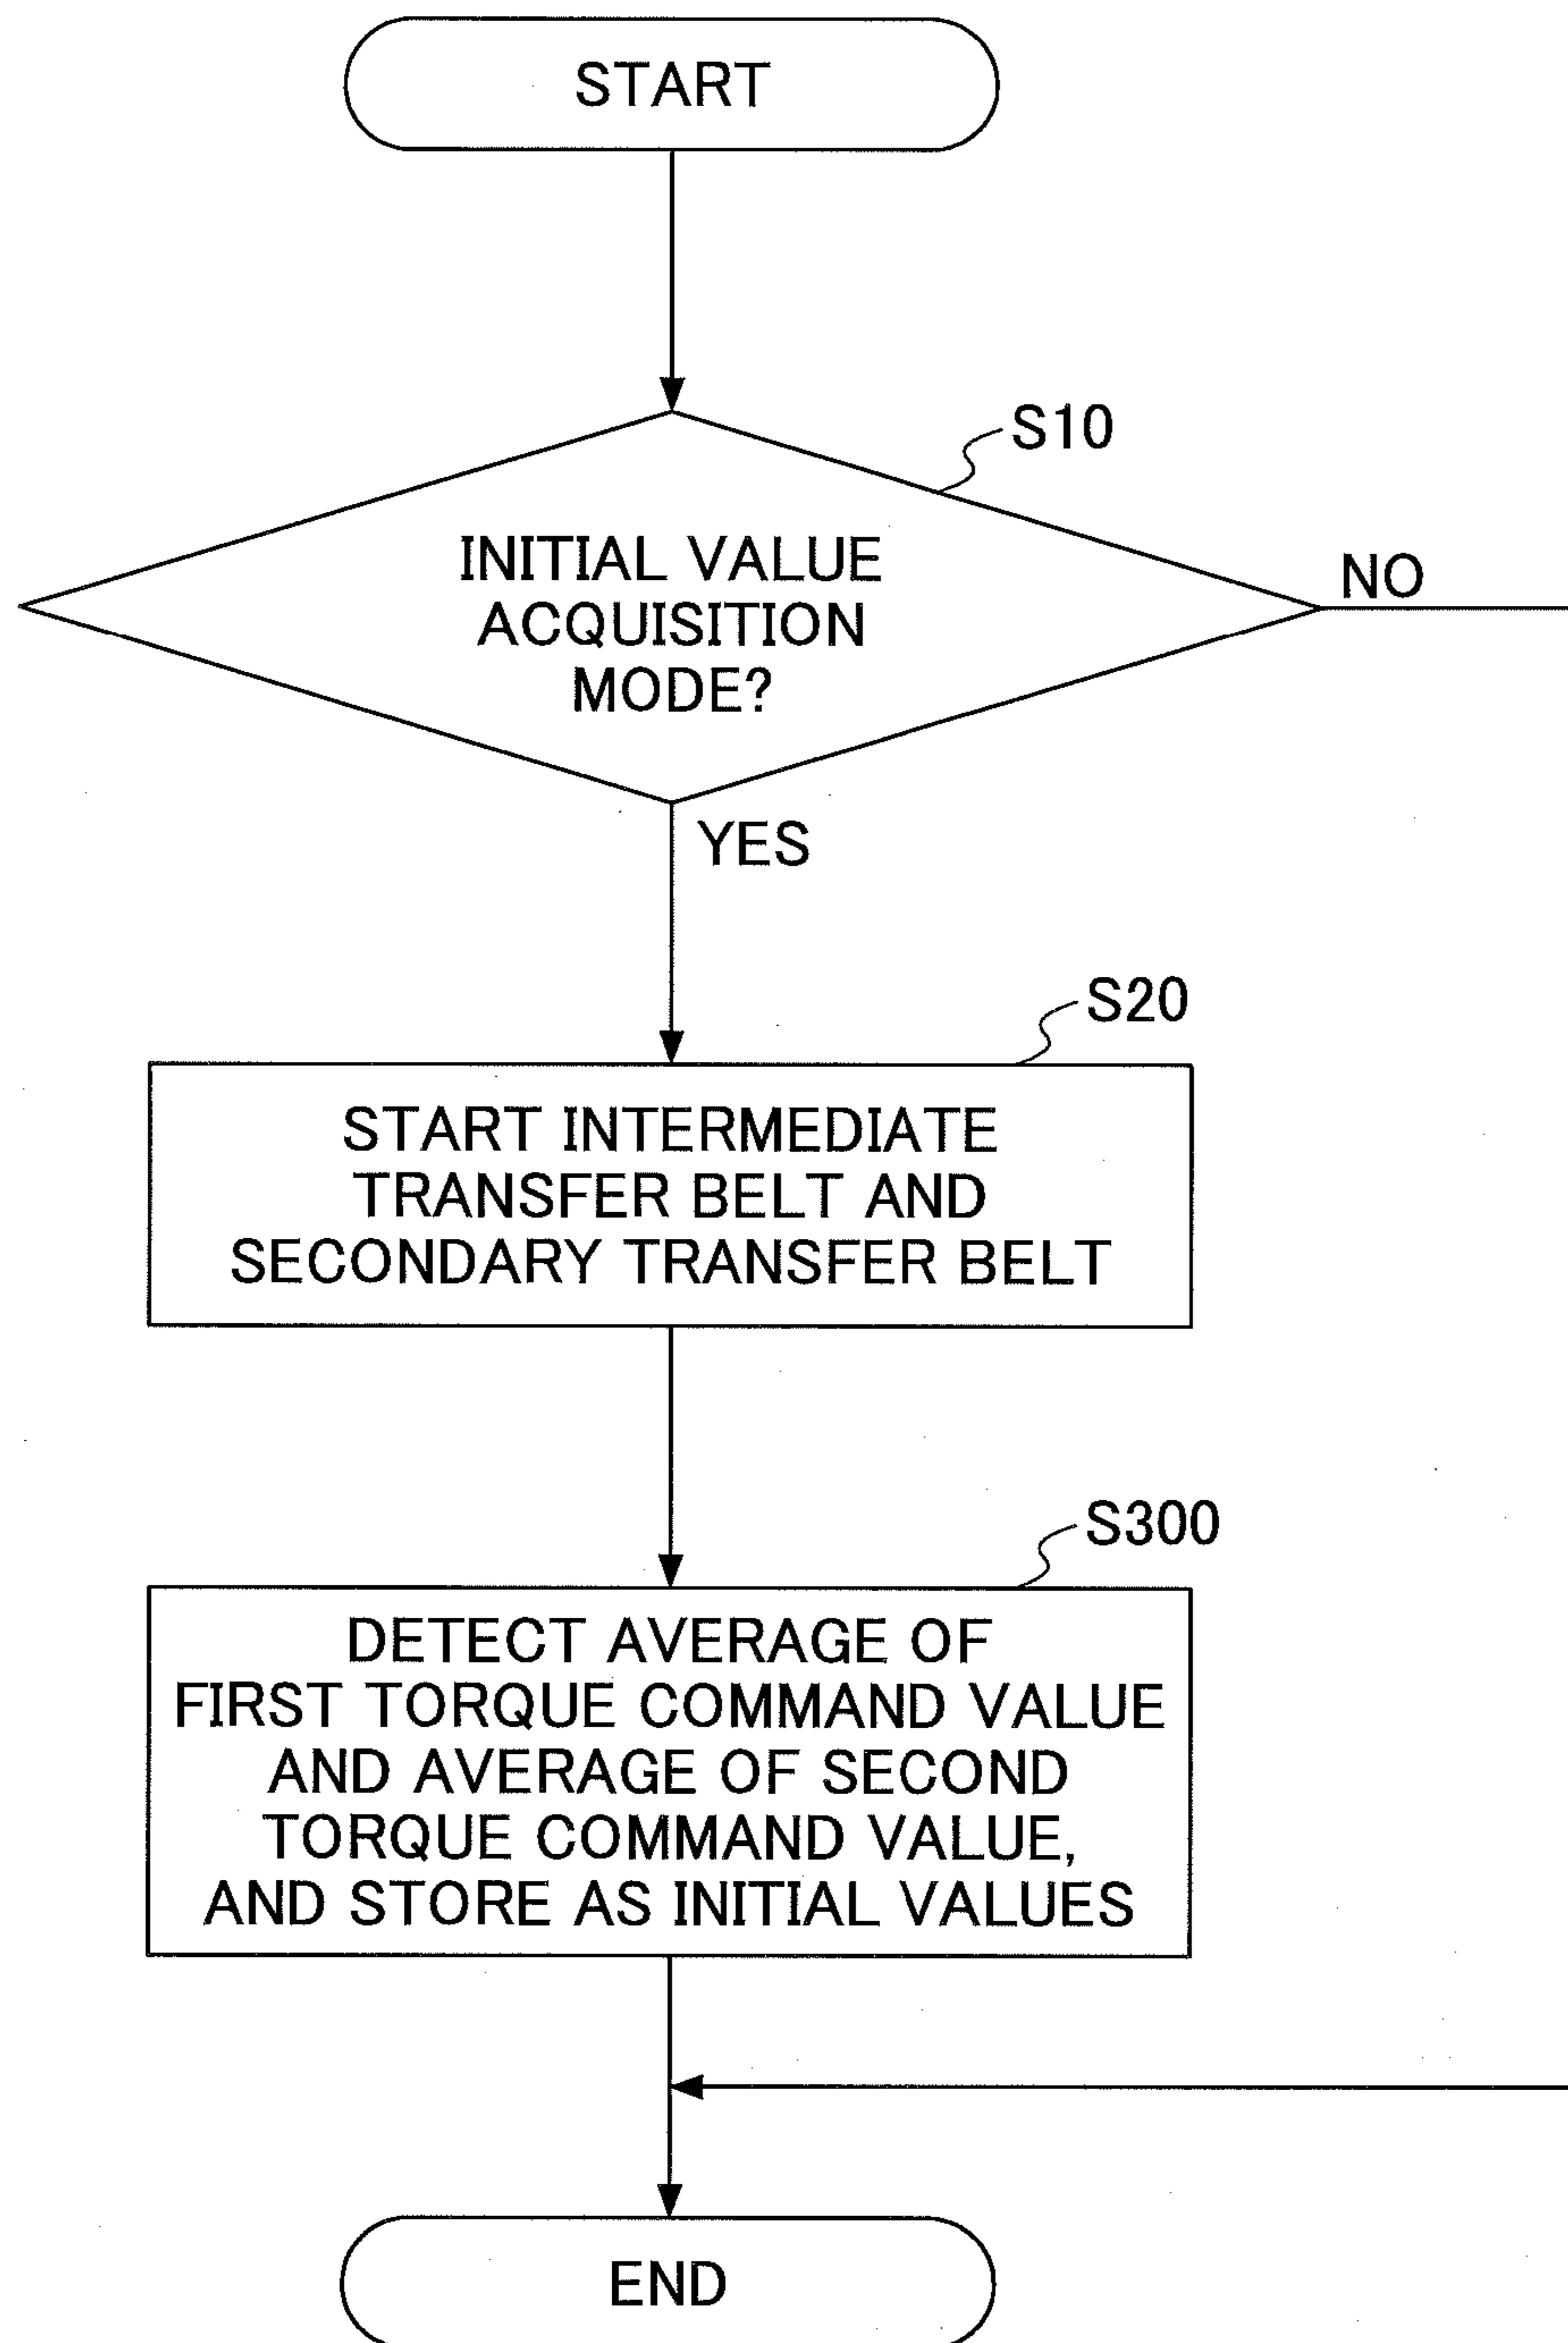 START
S10
INITIAL VALUE
ACQUISITION
MODE?
NO
YES
S20
START INTERMEDIATE
TRANSFER BELT AND
SECONDARY TRANSFER BELT
S300
DETECT AVERAGE OF
FIRST TORQUE COMMAND VALUE
AND AVERAGE OF SECOND
TORQUE COMMAND VALUE,
AND STORE AS INITIAL VALUES
END